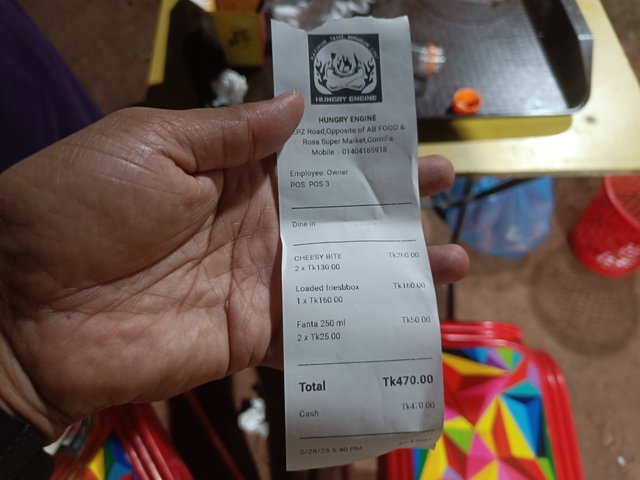 HUNGRY ENGINE
HUNGRY ENGINE
EPZ Road,Opposite of AB FOOD &
Rosa Super Market,Comilla
Mobile - 01404185918
Employee: Owner
POS: POS 3
Dine in
CHEESY BITE Tk260.00
2 x Tk130.00
Loaded friesbbox Tk160.00
1 x Tk160.00
Fanta 250 ml Tk50.00
2 x Tk25.00
Total Tk470.00
Cash Tk470.00
2/28/25 6:40 PM